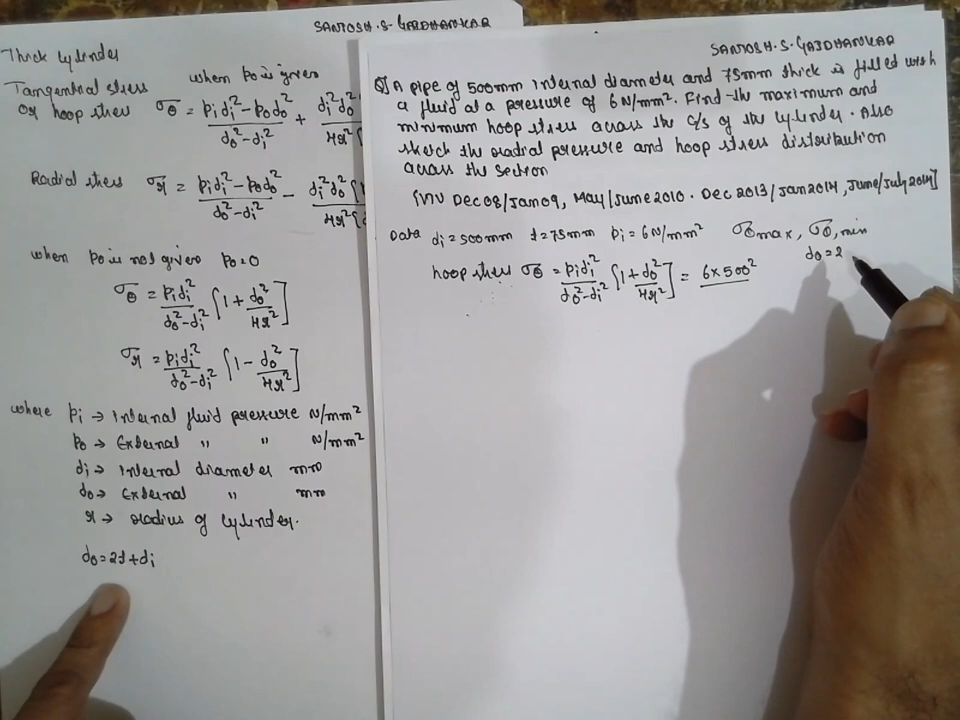 SANTOSH.S. GARDHANKAR
Thick Cylinder
when Po is given
Tangential stress
or hoop stress σθ = Pidi² - Podo² / do² - di² + di²do² / 4r²
Radial stress σr = Pidi² - Podo² / do² - di² - di²do² / 4r²
when Po is not given Po=0
σθ = Pidi² / do² - di² [1 + do² / 4r²]
σr = Pidi² / do² - di² [1 - do² / 4r²]
where Pi → Internal fluid pressure N/mm²
Po → External " " N/mm²
di → Internal diameter mm
do → External " mm
r → radius of cylinder.
do = 2t + di
Q) A pipe of 500mm internal diameter and 75mm thick is filled with
a fluid at a pressure of 6 N/mm². Find the maximum and
minimum hoop stress across the c/s of the cylinder. Also
sketch the radial pressure and hoop stress distribution
across the section
[VTU Dec08/Jan09, May/June 2010. Dec 2013/Jan2014, June/July 2014]
Data di = 500mm t = 75mm Pi = 6N/mm² σθmax, σθ,min
do = 2
hoop stress σθ = Pidi² / do² - di² [1 + do² / 4r²] = 6 × 500²